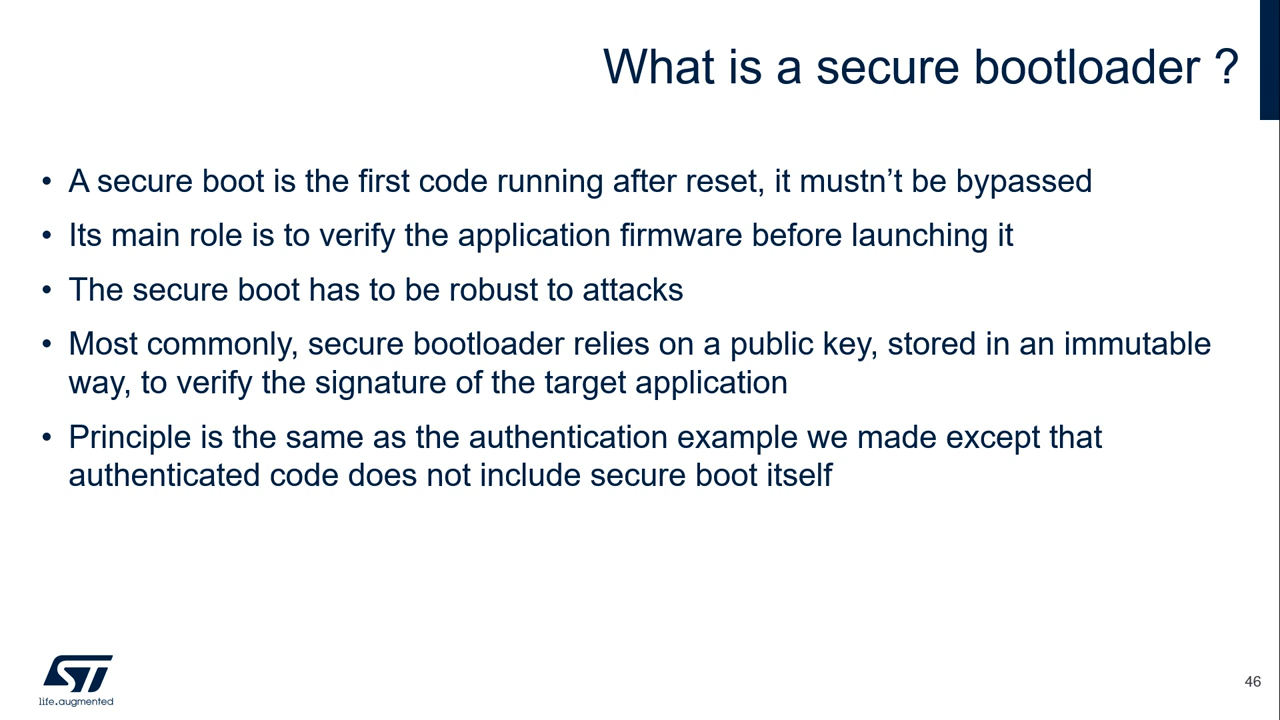 What is a secure bootloader ?
• A secure boot is the first code running after reset, it mustn’t be bypassed
• Its main role is to verify the application firmware before launching it
• The secure boot has to be robust to attacks
• Most commonly, secure bootloader relies on a public key, stored in an immutable
way, to verify the signature of the target application
• Principle is the same as the authentication example we made except that
authenticated code does not include secure boot itself
ST
life.augmented
46